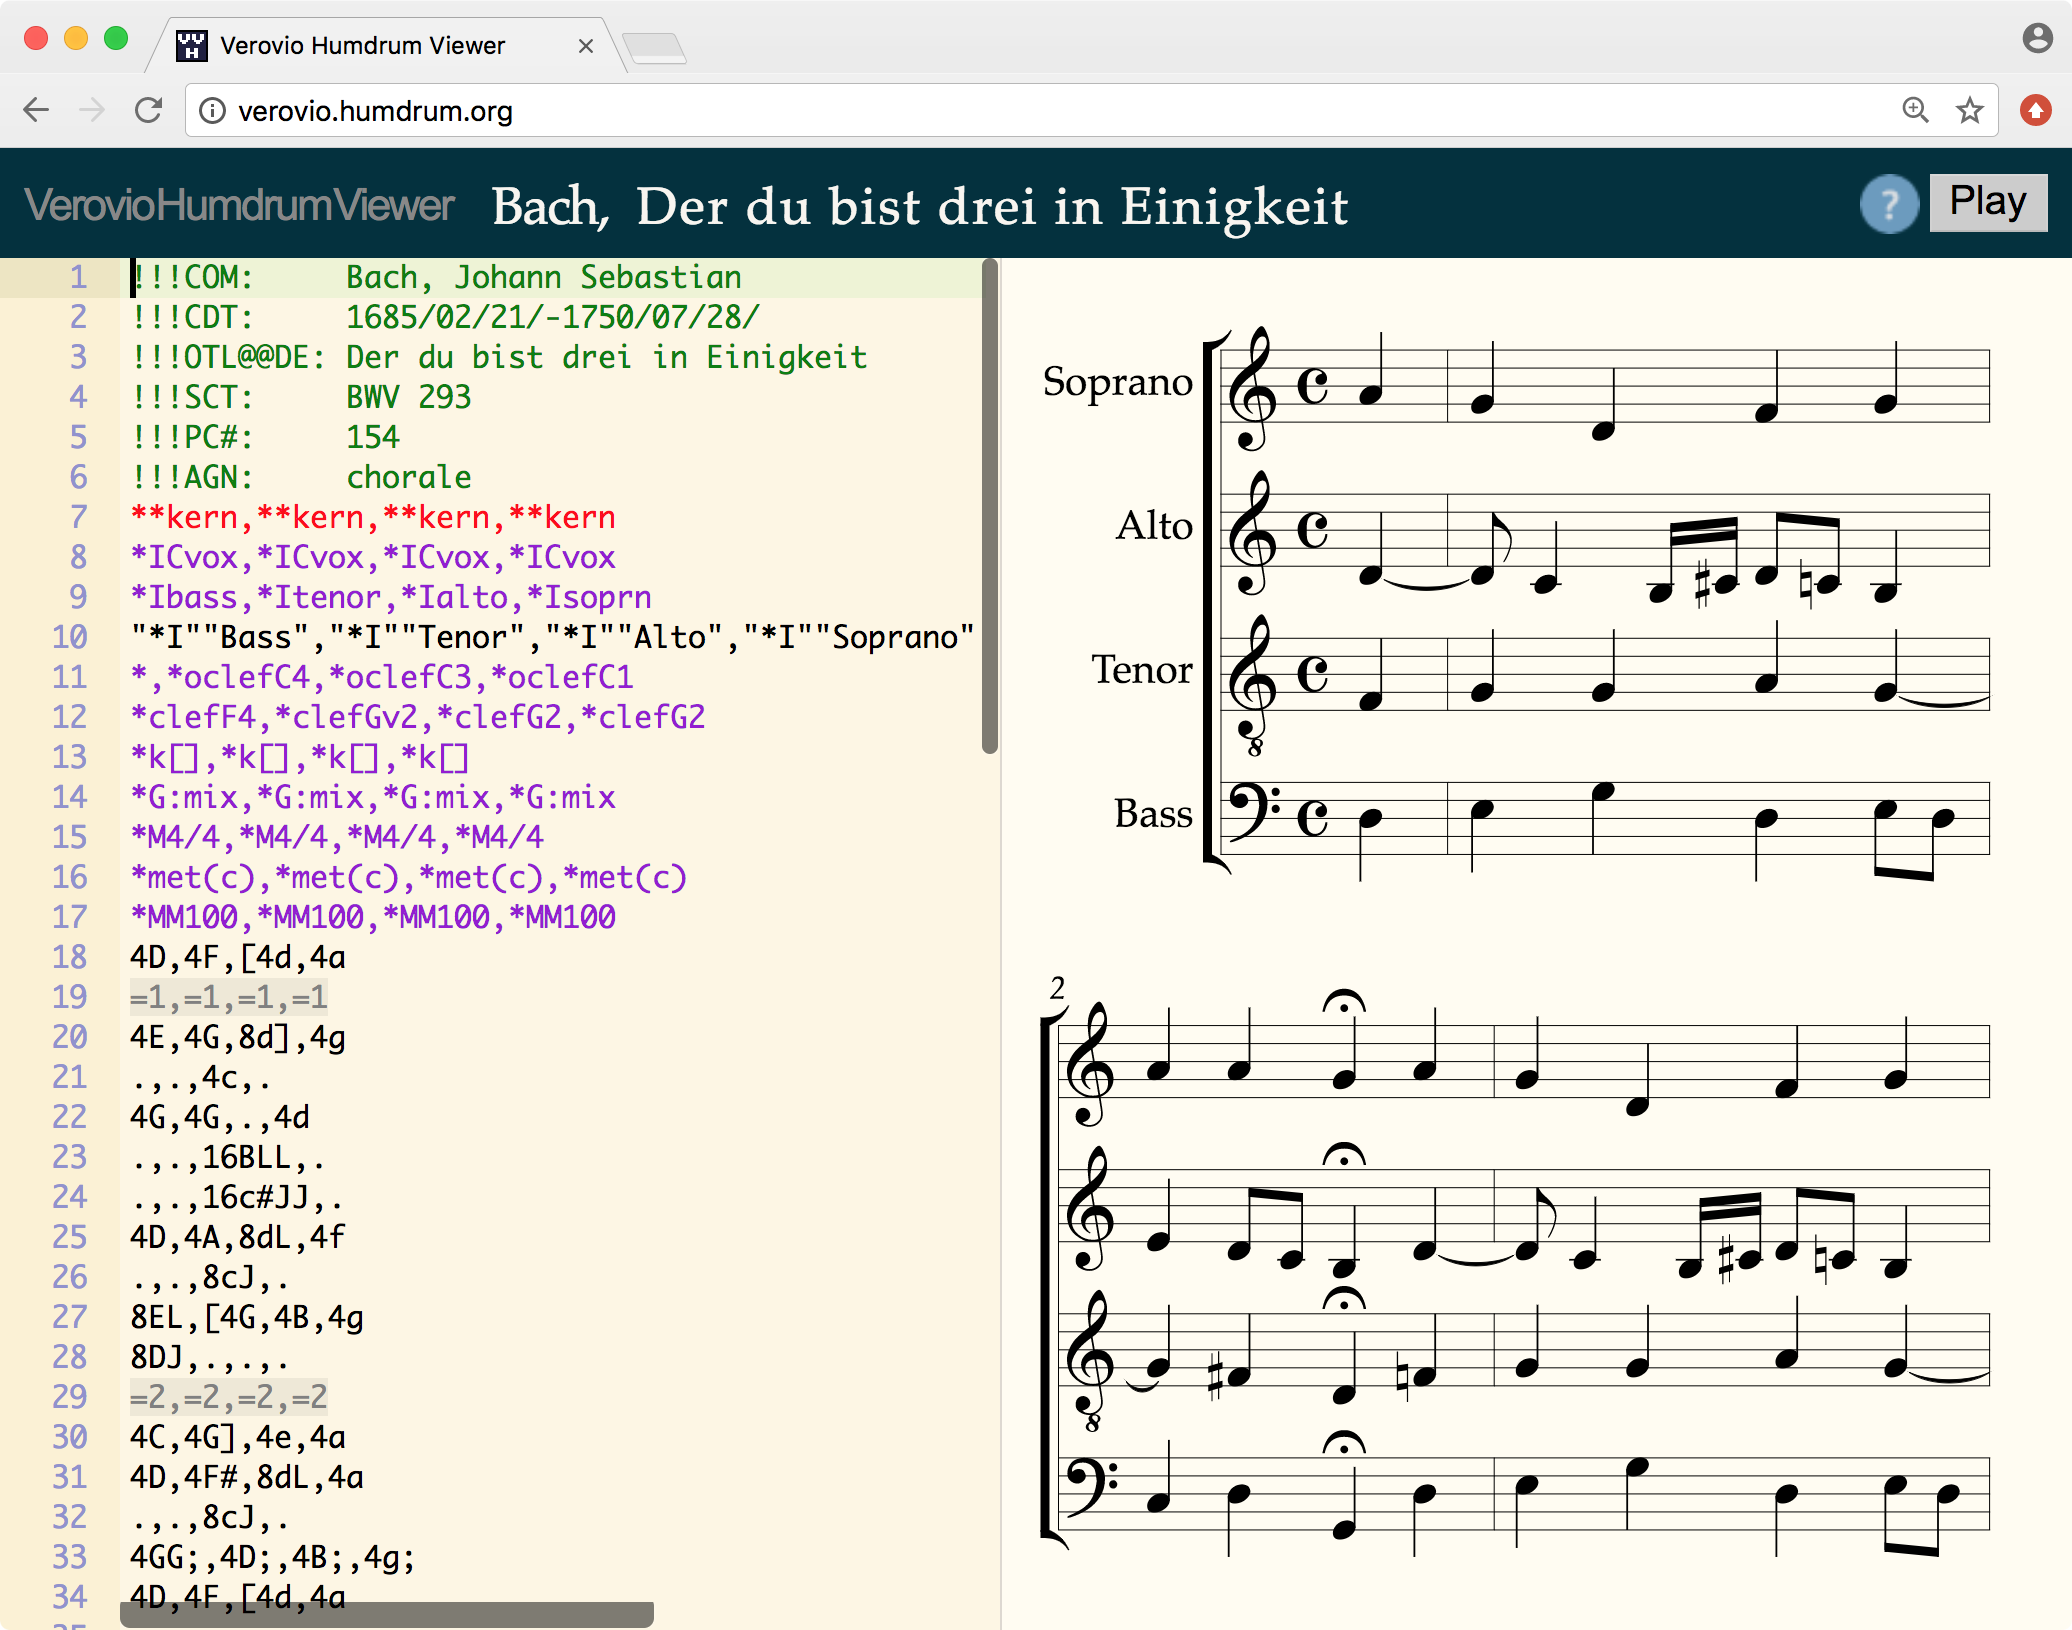 Verovio Humdrum Viewer
verovio.humdrum.org
VerovioHumdrumViewer Bach, Der du bist drei in Einigkeit ? Play
1 !!!COM: Bach, Johann Sebastian
2 !!!CDT: 1685/02/21/-1750/07/28/
3 !!!OTL@@DE: Der du bist drei in Einigkeit
4 !!!SCT: BWV 293
5 !!!PC#: 154
6 !!!AGN: chorale
7 **kern,**kern,**kern,**kern
8 *ICvox,*ICvox,*ICvox,*ICvox
9 *Ibass,*Itenor,*Ialto,*Isoprn
10 "*I""Bass","*I""Tenor","*I""Alto","*I""Soprano"
11 *,*oclefC4,*oclefC3,*oclefC1
12 *clefF4,*clefGv2,*clefG2,*clefG2
13 *k[],*k[],*k[],*k[]
14 *G:mix,*G:mix,*G:mix,*G:mix
15 *M4/4,*M4/4,*M4/4,*M4/4
16 *met(c),*met(c),*met(c),*met(c)
17 *MM100,*MM100,*MM100,*MM100
18 4D,4F,[4d,4a
19 =1,=1,=1,=1
20 4E,4G,8d],4g
21 .,.,4c,.
22 4G,4G,.,4d
23 .,.,16BLL,.
24 .,.,16c#JJ,.
25 4D,4A,8dL,4f
26 .,.,8cJ,.
27 8EL,[4G,4B,4g
28 8DJ,.,.,.
29 =2,=2,=2,=2
30 4C,4G],4e,4a
31 4D,4F#,8dL,4a
32 .,.,8cJ,.
33 4GG;,4D;,4B;,4g;
34 4D,4F,[4d,4a
Soprano
Alto
Tenor
8
Bass
2
8